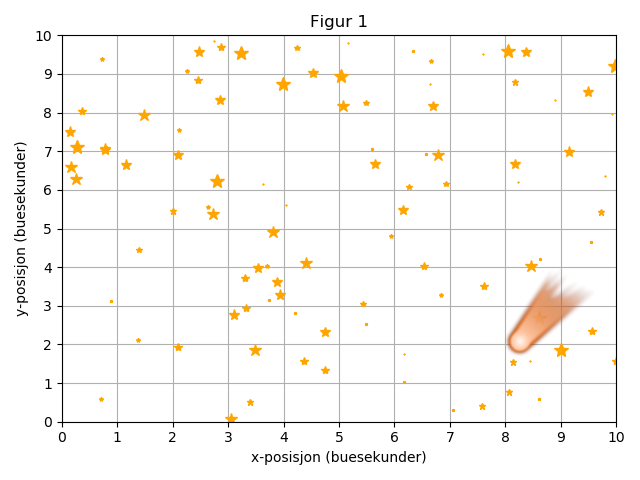 Figur 1
10
9
8
7
6
5
4
3
2
1
0
y-posisjon (buesekunder)
0 1 2 3 4 5 6 7 8 9 10
x-posisjon (buesekunder)